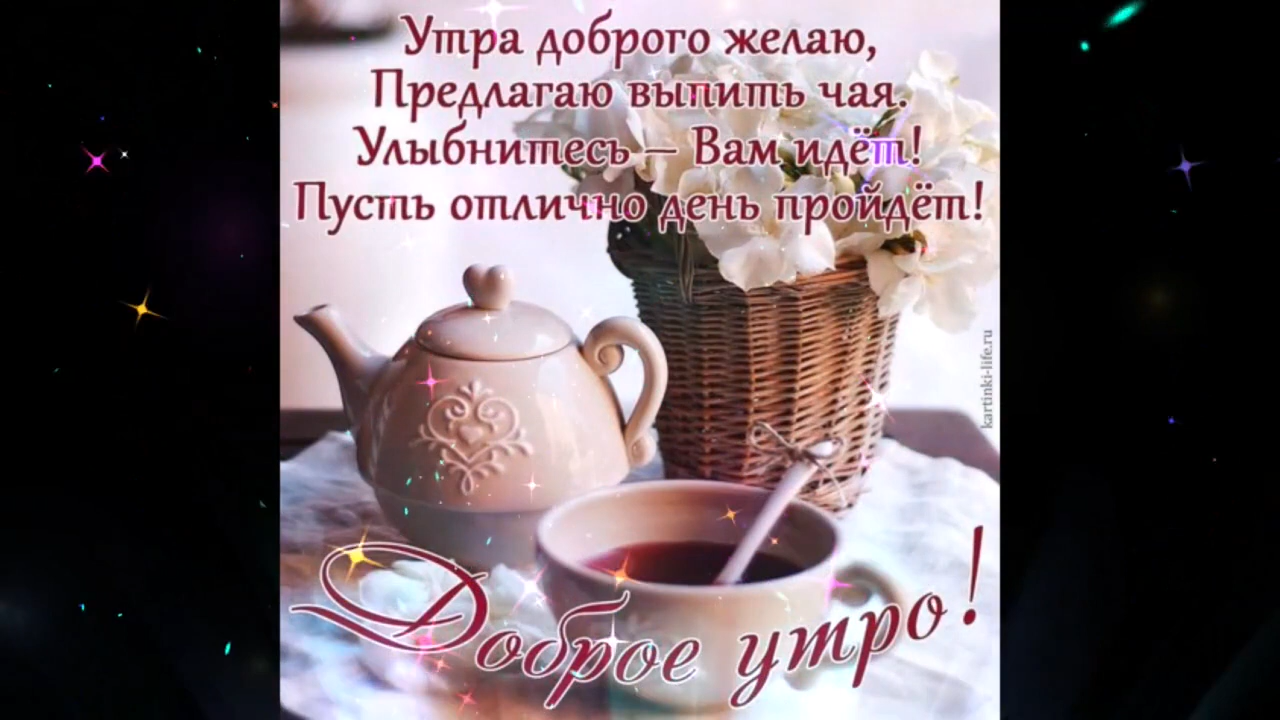 Утра доброго желаю,
Предлагаю выпить чая.
Улыбнитесь – Вам идёт!
Пусть отлично день пройдёт!
kartinki-life.ru
Доброе утро!